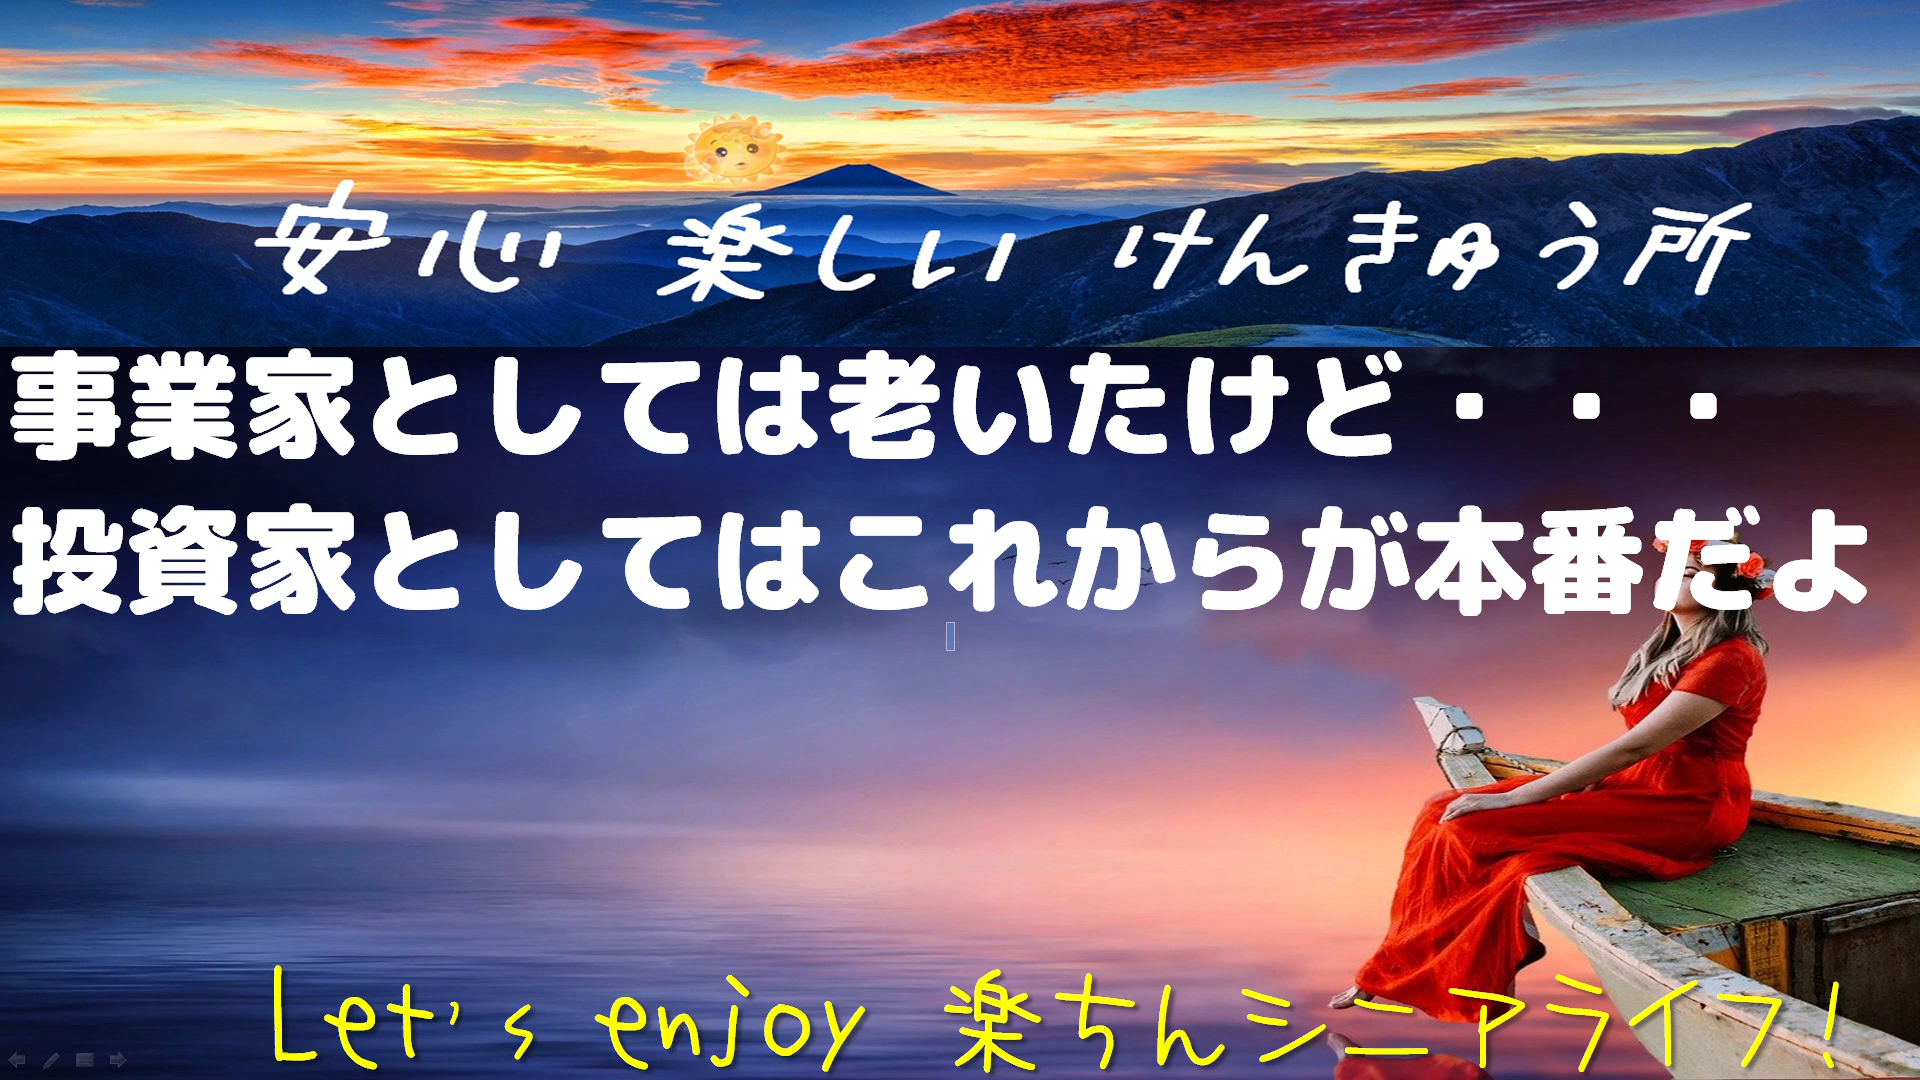 安心 楽しい けんきゅう所
事業家としては老いたけど・・・
投資家としてはこれからが本番だよ
Let's enjoy 楽ちんシニアライフ!